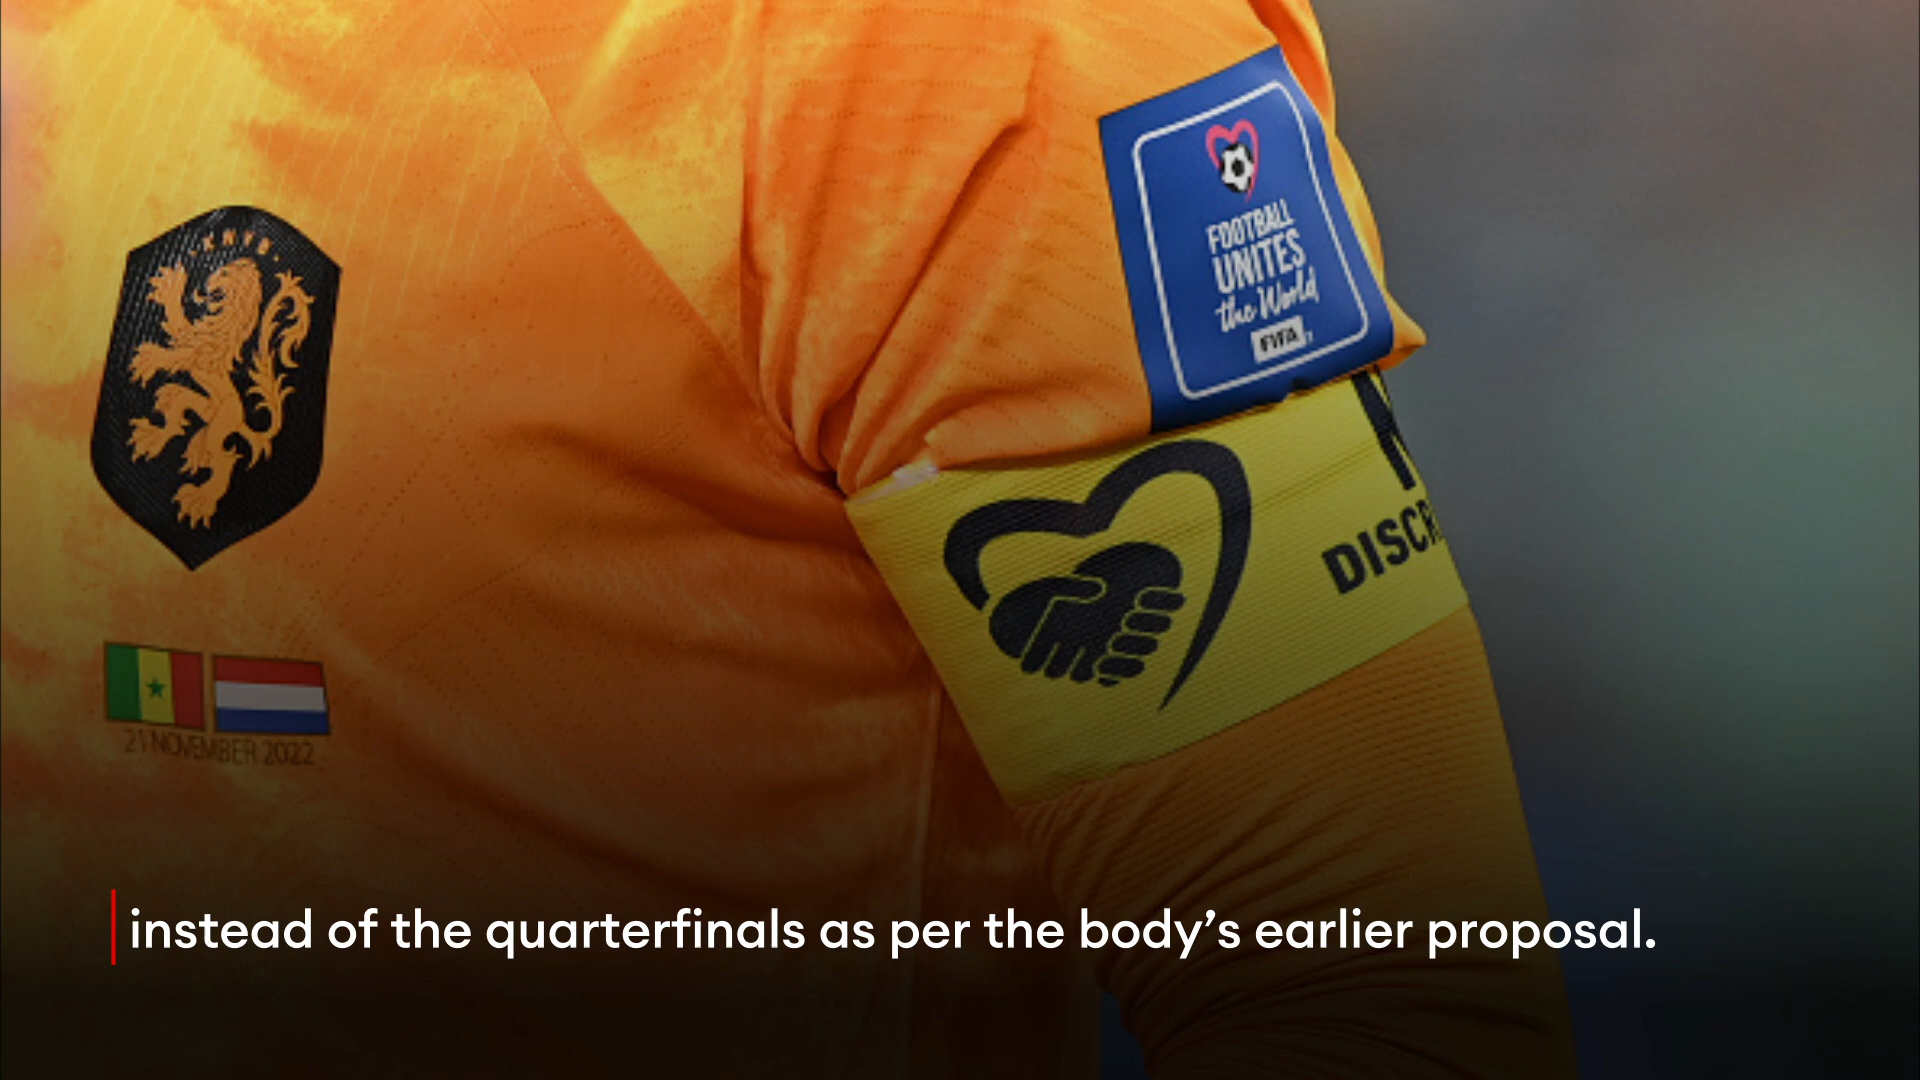 KNVB.
FOOTBALL
UNITES
the World
FIFA
DISCR
21 NOVEMBER 2022
instead of the quarterfinals as per the body’s earlier proposal.